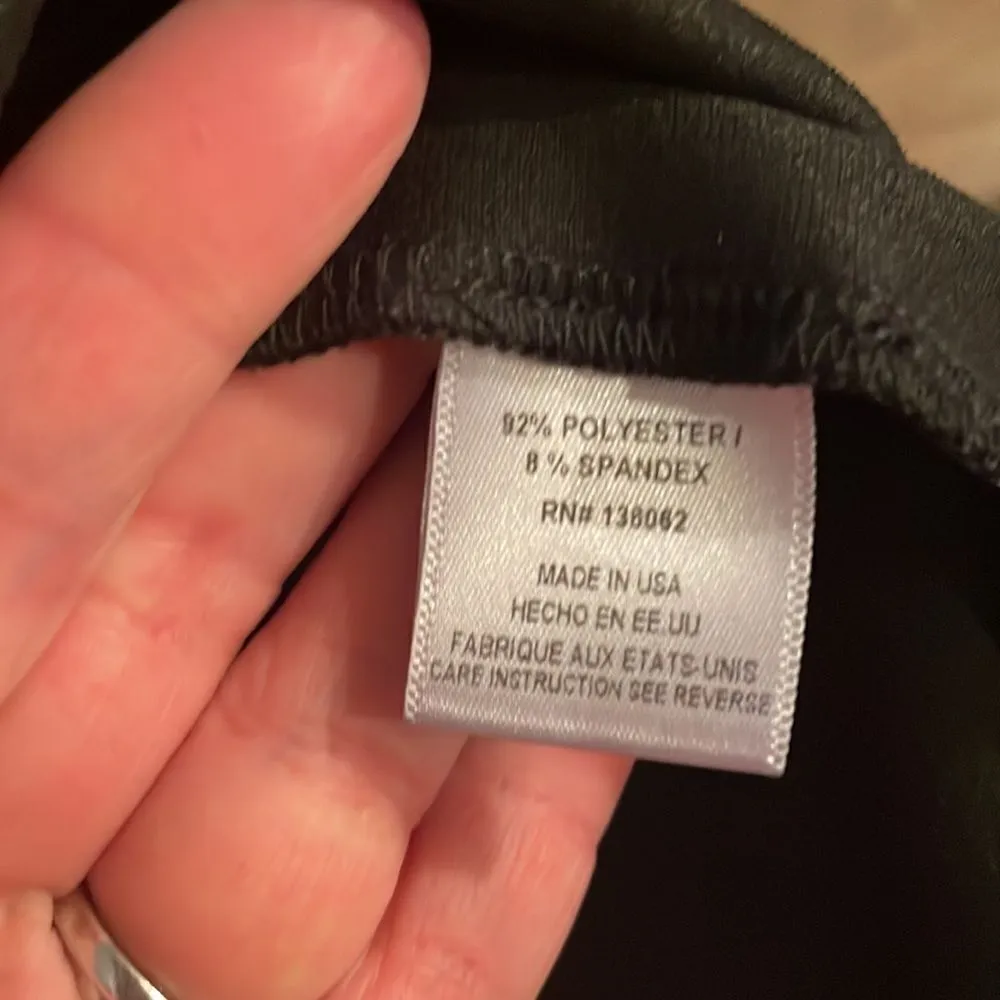 92% POLYESTER /
8 % SPANDEX
RN# 136062
MADE IN USA
HECHO EN EE.UU
FABRIQUE AUX ETATS-UNIS
CARE INSTRUCTION SEE REVERSE